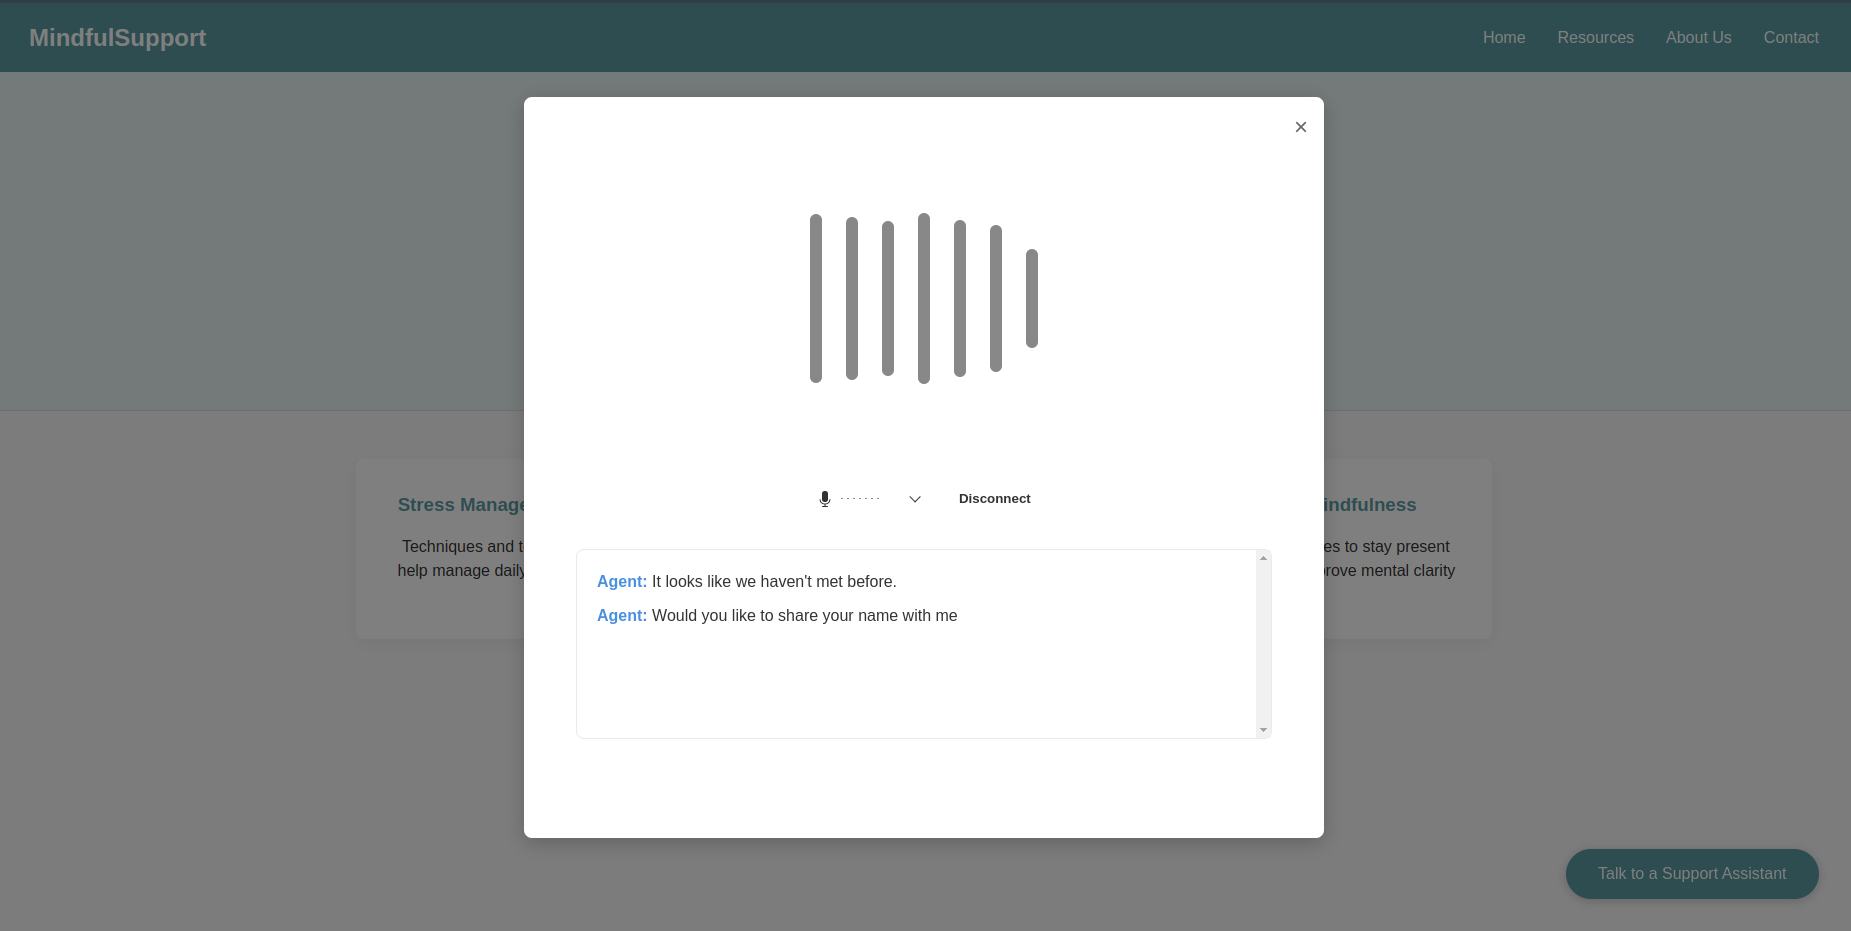 MindfulSupport
Home Resources About Us Contact
×
Disconnect
Stress Manage
indfulness
Techniques and t
es to stay present
help manage daily
rove mental clarity
Agent: It looks like we haven't met before.
Agent: Would you like to share your name with me
Talk to a Support Assistant